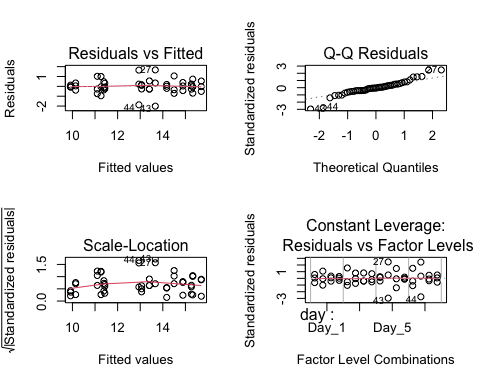 Residuals vs Fitted
Residuals
1
-2
27
44 43
10 12 14
Fitted values
Q-Q Residuals
Standardized residuals
3
0
-3
27
43 44
-2 -1 0 1 2
Theoretical Quantiles
Scale-Location
√|Standardized residuals|
1.5
0.0
44 43
27
10 12 14
Fitted values
Constant Leverage:
Residuals vs Factor Levels
Standardized residuals
1
-3
27
43 44
day :
Day_1 Day_5
Factor Level Combinations